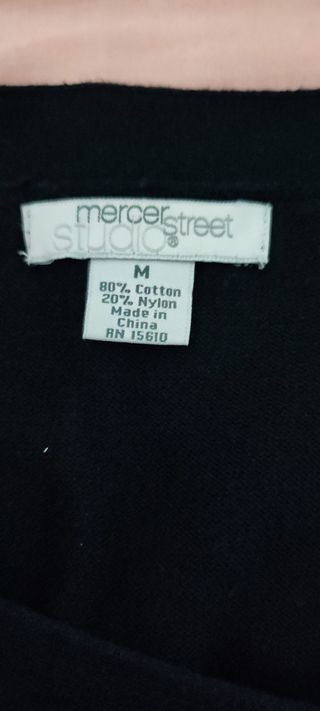 mercer street
studio®
M
80% Cotton
20% Nylon
Made in
China
RN 15610